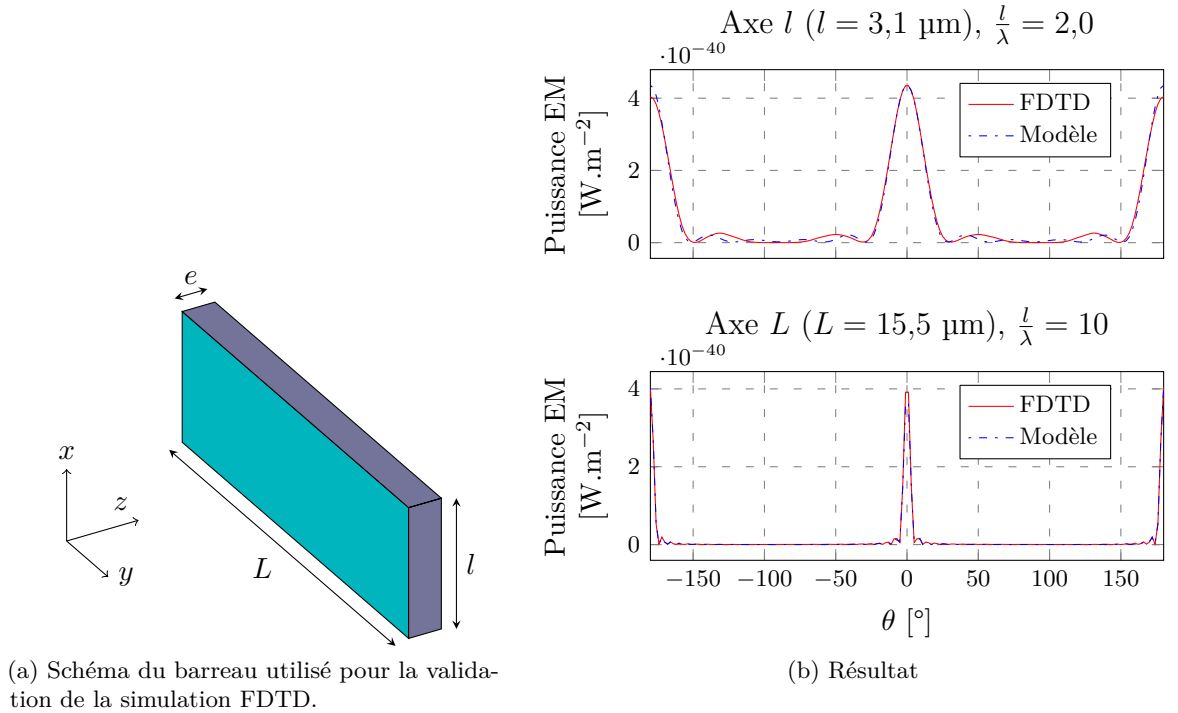 e
x
z
y
L
l
(a) Schéma du barreau utilisé pour la valida-
tion de la simulation FDTD.
Axe l (l = 3,1 µm), l/λ = 2,0
·10−40
Puissance EM
[W.m−2]
4
2
0
FDTD
Modèle
Axe L (L = 15,5 µm), l/λ = 10
·10−40
Puissance EM
[W.m−2]
4
2
0
FDTD
Modèle
−150 −100 −50 0 50 100 150
θ [°]
(b) Résultat